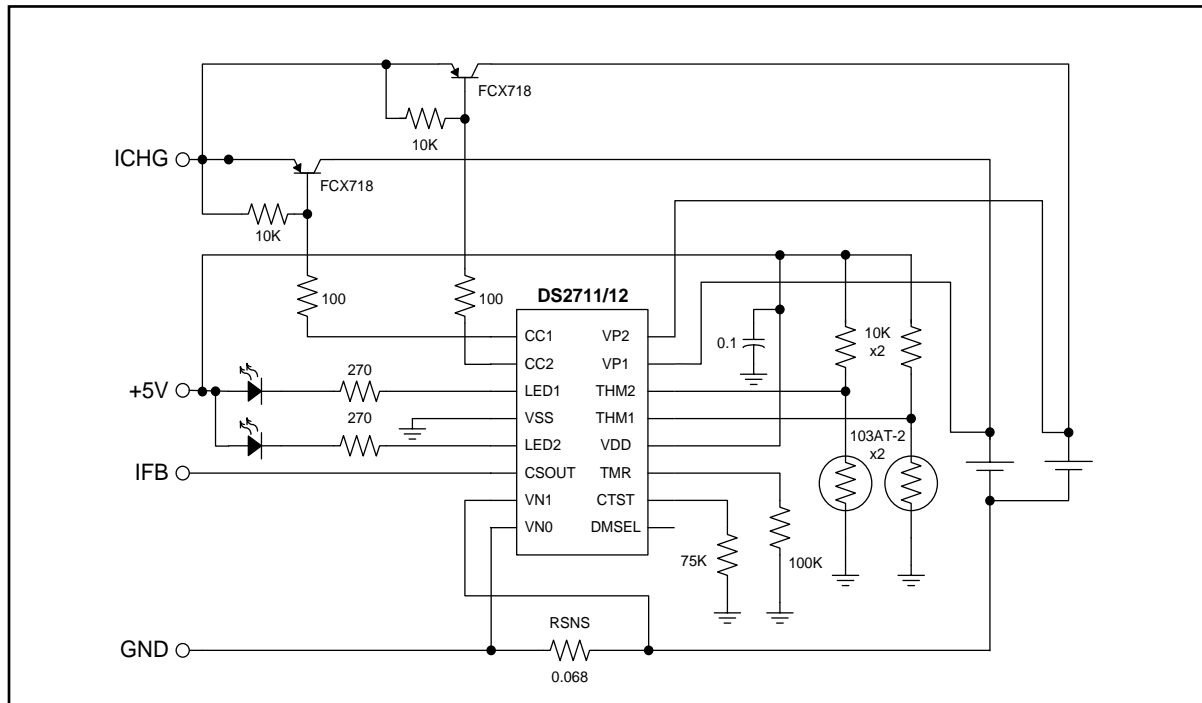 FCX718
10K
ICHG
FCX718
10K
100
100
DS2711/12
CC1
VP2
0.1
10K
x2
CC2
VP1
270
+5V
LED1
THM2
VSS
THM1
270
103AT-2
x2
LED2
VDD
IFB
CSOUT
TMR
VN1
CTST
VN0
DMSEL
75K
100K
RSNS
GND
0.068